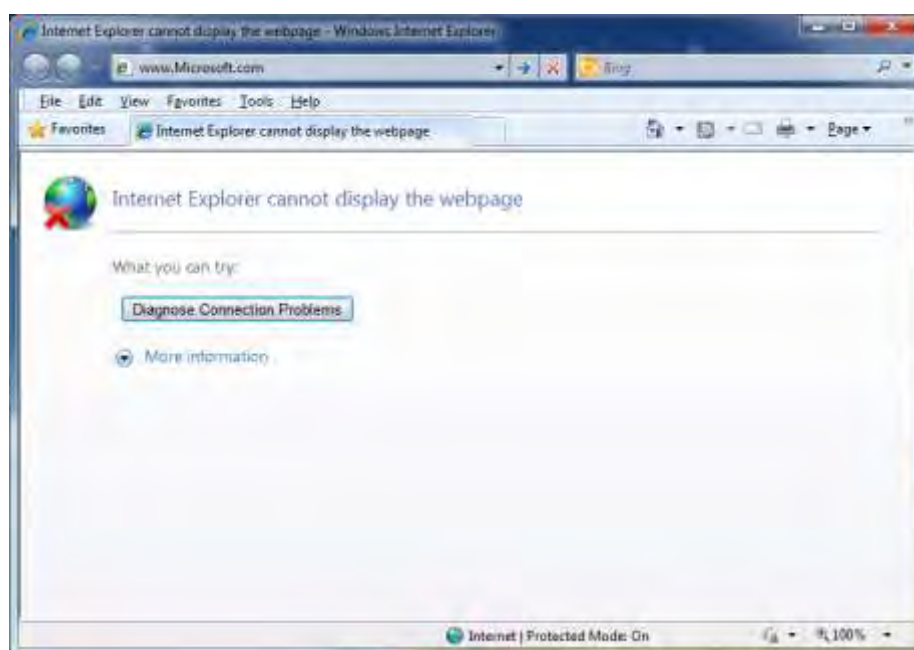 Internet Explorer cannot display the webpage - Windows Internet Explorer
www.Microsoft.com
Bing
File Edit View Favorites Tools Help
Favorites
Internet Explorer cannot display the webpage
Page
Internet Explorer cannot display the webpage
What you can try:
Diagnose Connection Problems
More information
Internet | Protected Mode: On
100%